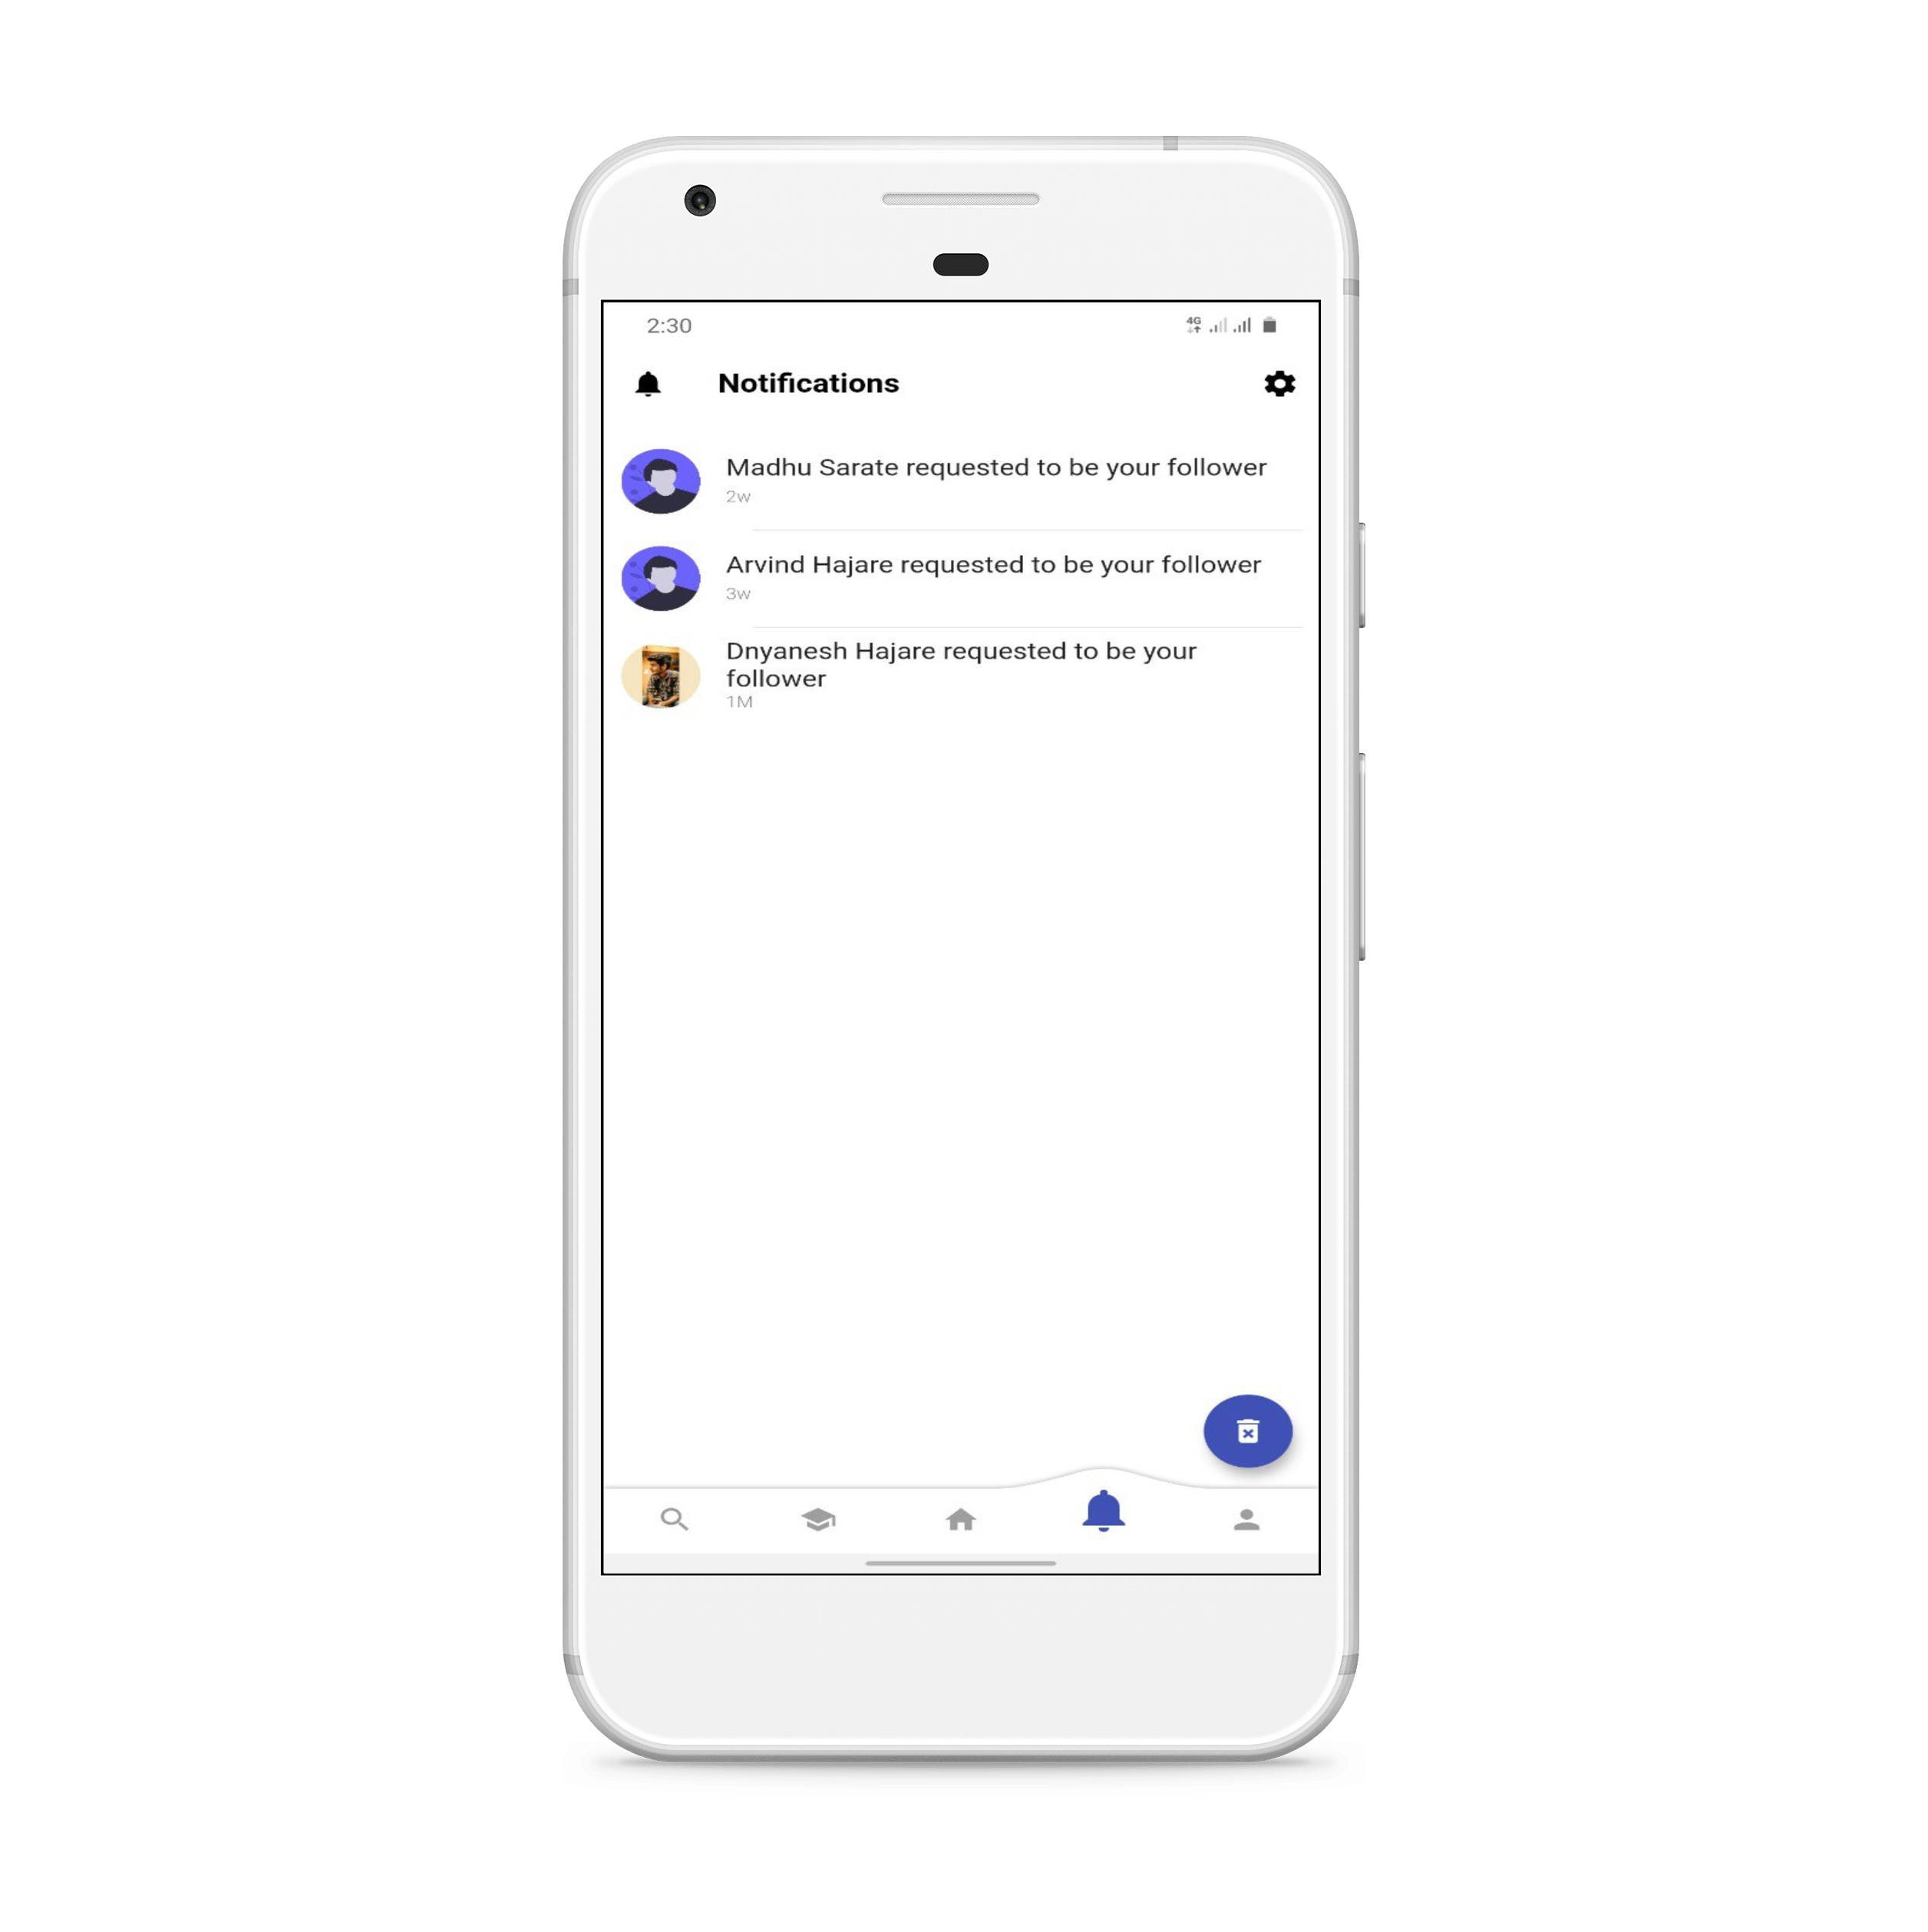 2:30
4G
Notifications
Madhu Sarate requested to be your follower
2w
Arvind Hajare requested to be your follower
3w
Dnyanesh Hajare requested to be your
follower
1M